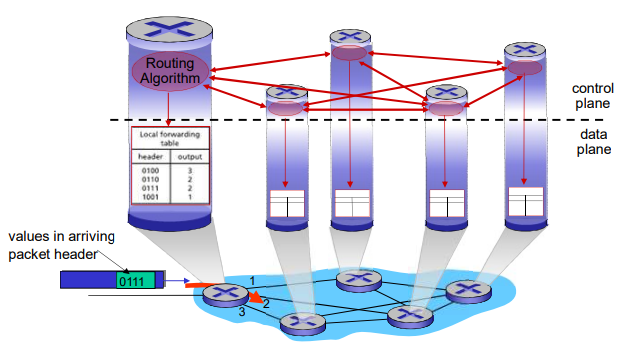 Routing
Algorithm
control
plane
data
plane
Local forwarding
table
header output
0100 3
0110 2
0111 2
1001 1
values in arriving
packet header
0111
1
2
3